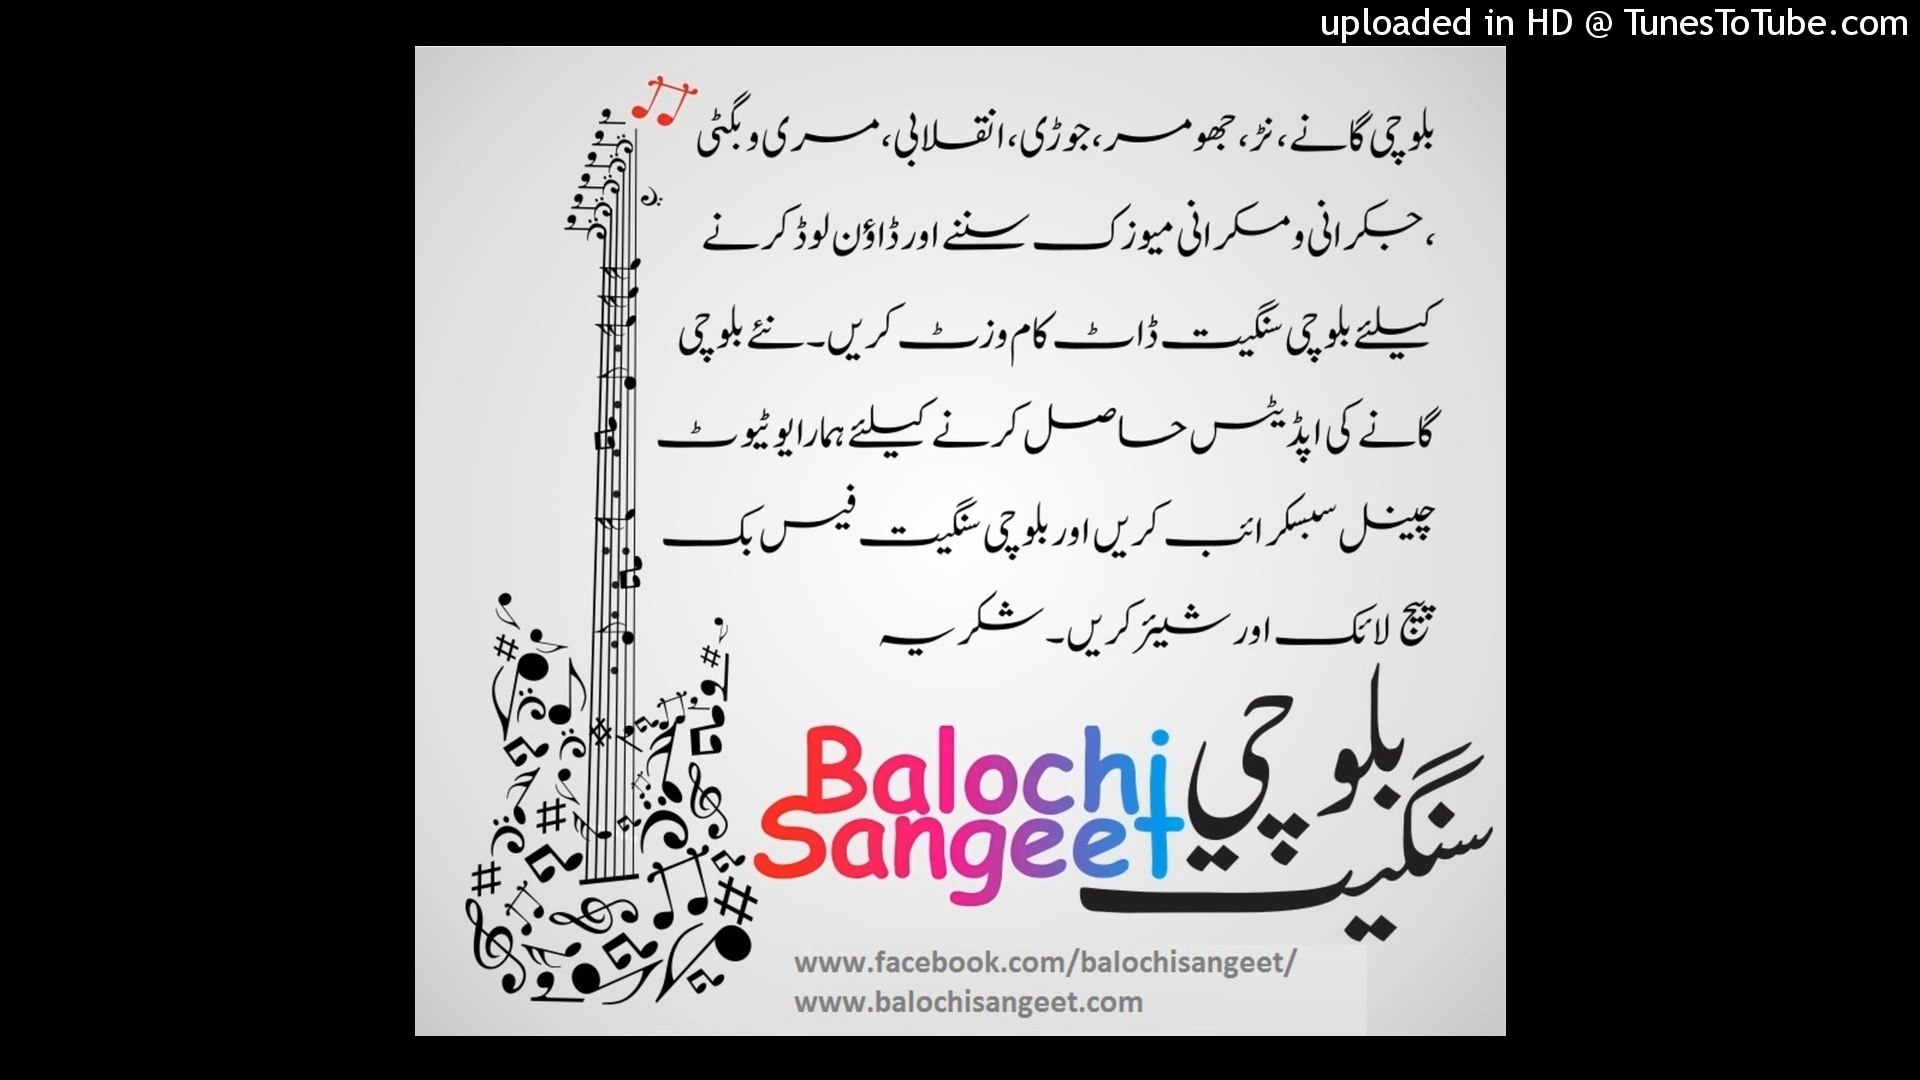 uploaded in HD @ TunesToTube.com
بلوچی گانے، نڑ، جھومر، جوڑی، انقلابی، مری و بگٹی
، جکرانی و مکرانی میوزک سننے اور ڈاؤن لوڈ کرنے
کیلئے بلوچی سنگیت ڈاٹ کام وزٹ کریں۔ نئے بلوچی
گانے کی اپڈیٹس حاصل کرنے کیلئے ہمارا یوٹیوٹ
چینل سبسکرائب کریں اور بلوچی سنگیت فیس بک
پیج لائک اور شیئر کریں۔ شکریہ
بلوچی
سنگیت
Balochi
Sangeet
www.facebook.com/balochisangeet/
www.balochisangeet.com